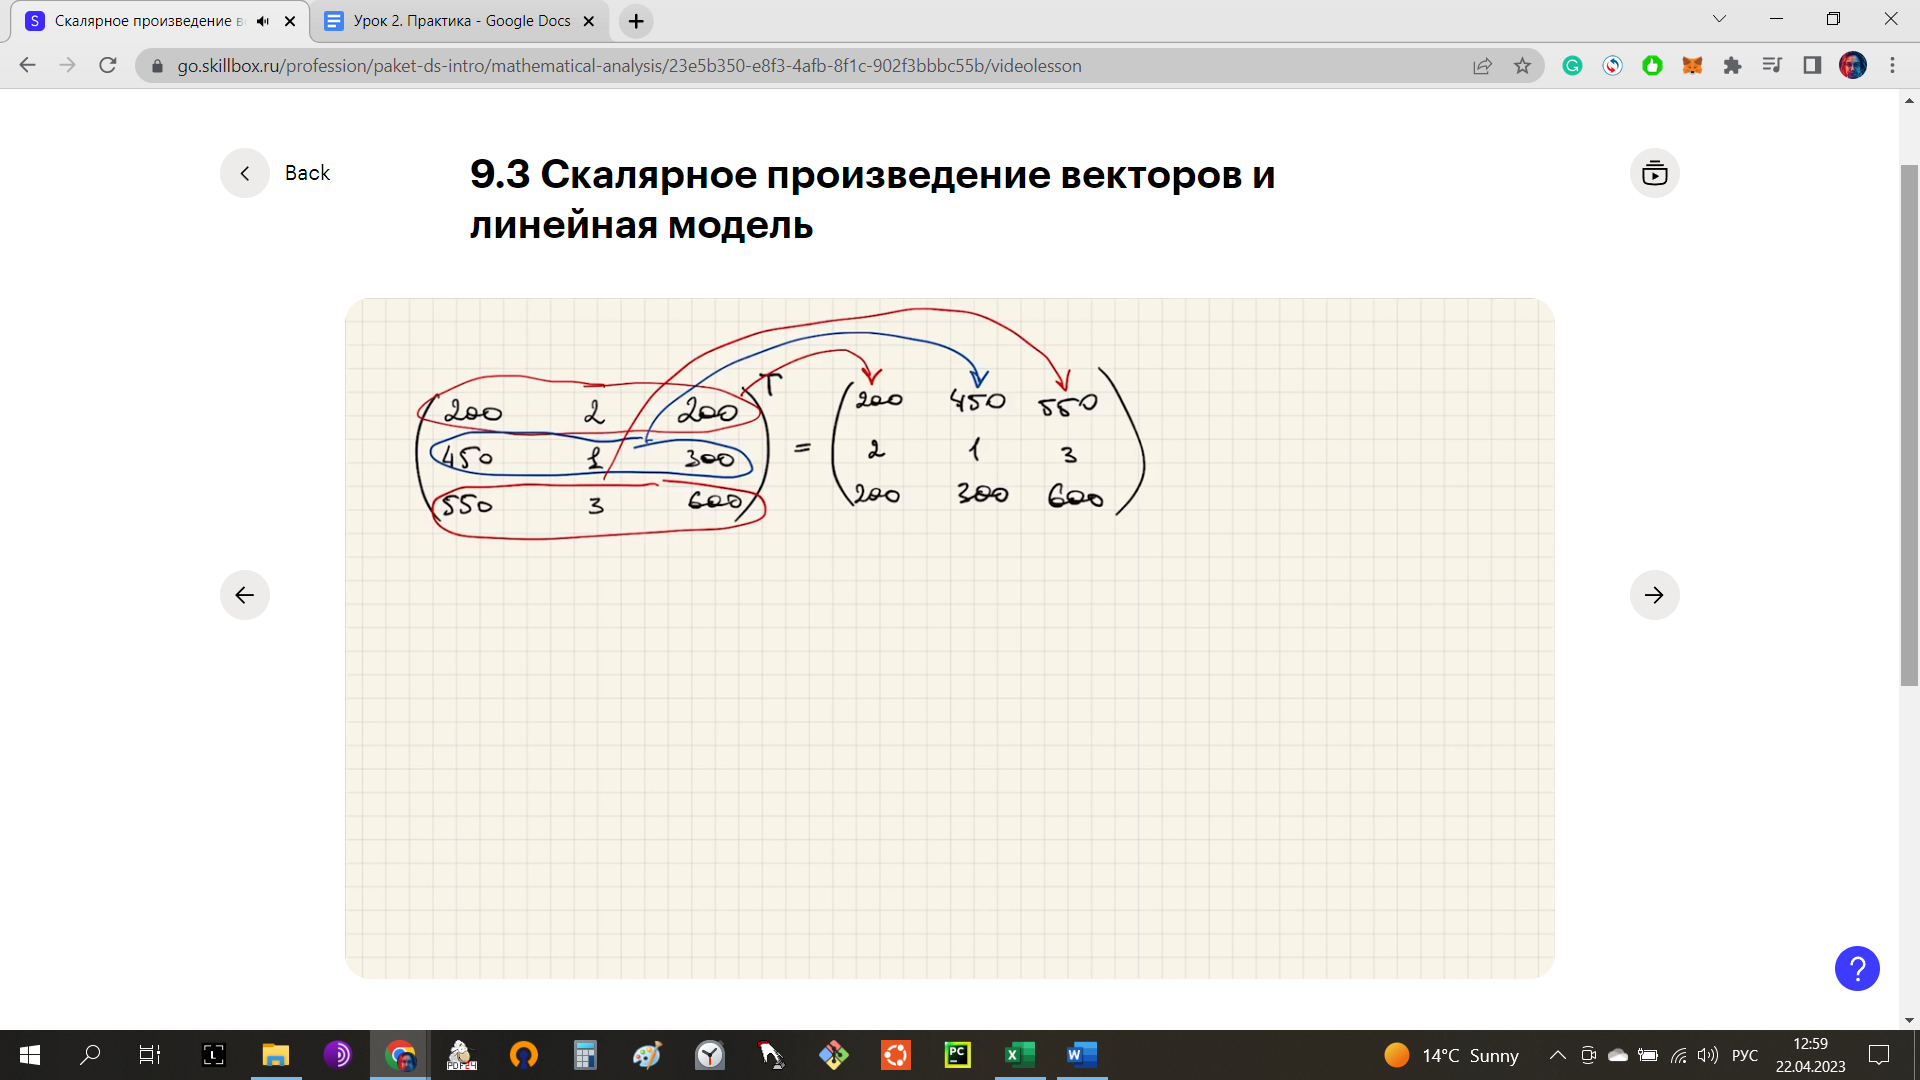 Скалярное произведение в
Урок 2. Практика - Google Docs
go.skillbox.ru/profession/paket-ds-intro/mathematical-analysis/23e5b350-e8f3-4afb-8f1c-902f3bbbc55b/videolesson
Back
9.3 Скалярное произведение векторов и
линейная модель
T
200 2 200 200 450 550
450 1 300 = 2 1 3
550 3 600 200 300 600
?
PDF24
PC
14°C Sunny
РУС
12:59
22.04.2023